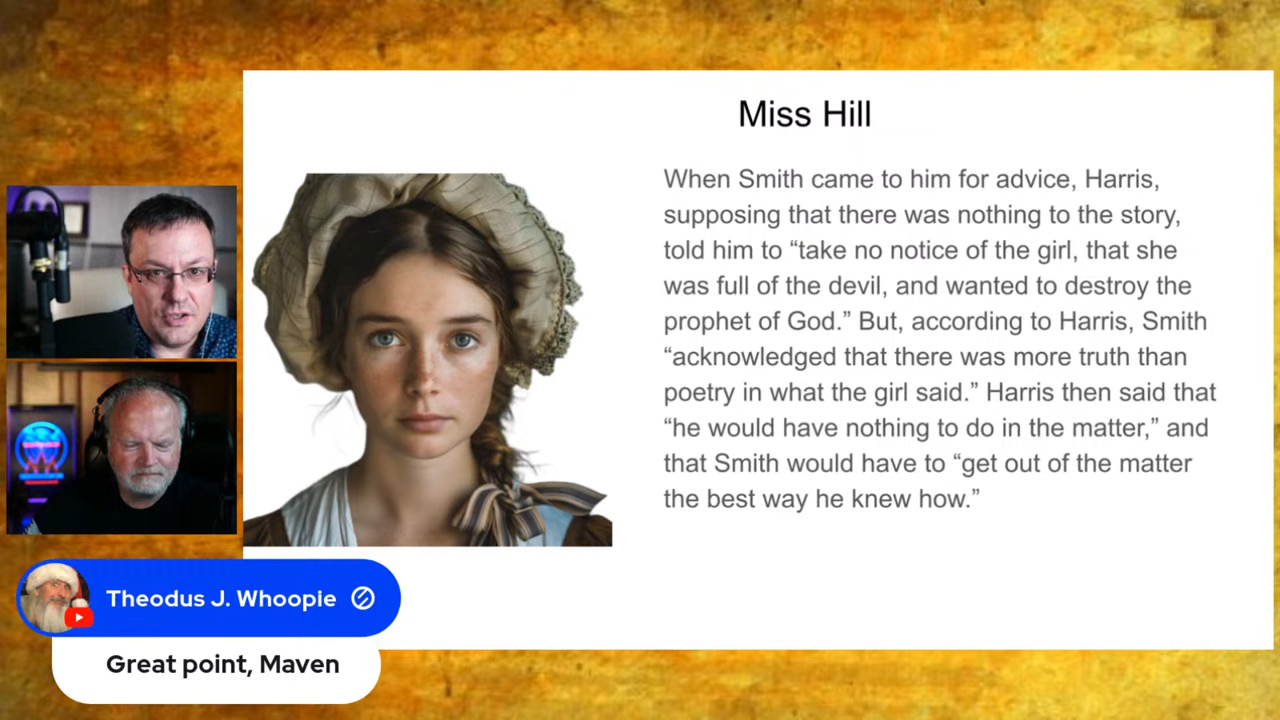 Miss Hill
When Smith came to him for advice, Harris,
supposing that there was nothing to the story,
told him to “take no notice of the girl, that she
was full of the devil, and wanted to destroy the
prophet of God.” But, according to Harris, Smith
“acknowledged that there was more truth than
poetry in what the girl said.” Harris then said that
“he would have nothing to do in the matter,” and
that Smith would have to “get out of the matter
the best way he knew how.”
Theodus J. Whoopie
Great point, Maven